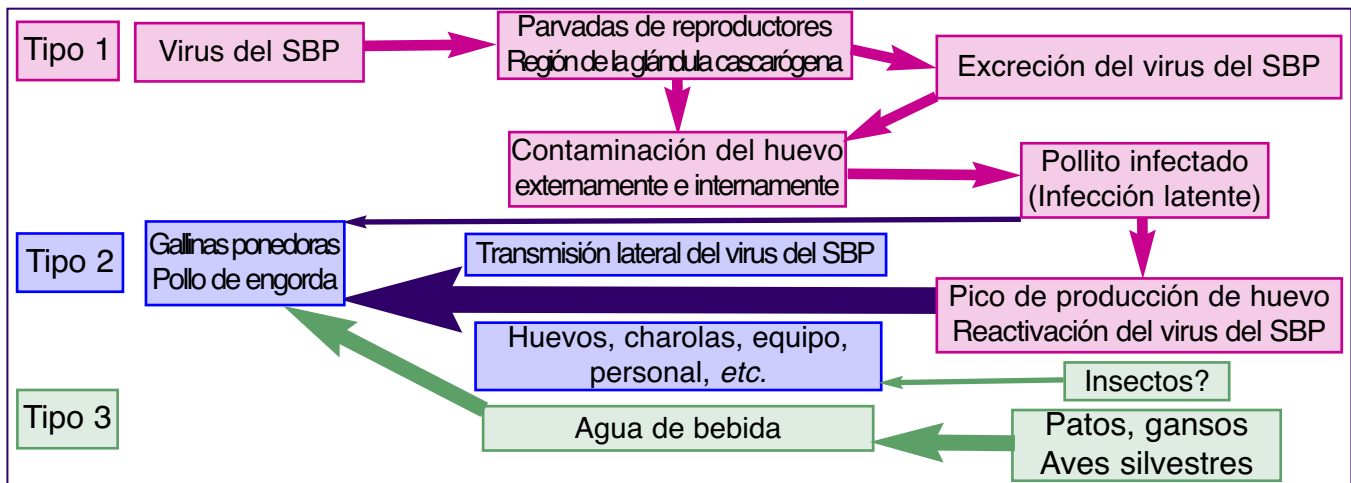 Tipo 1
Virus del SBP
Parvadas de reproductores
Región de la glándula cascarógena
Excreción del virus del SBP
Contaminación del huevo
externamente e internamente
Pollito infectado
(Infección latente)
Tipo 2
Gallinas ponedoras
Pollo de engorda
Transmisión lateral del virus del SBP
Pico de producción de huevo
Reactivación del virus del SBP
Huevos, charolas, equipo,
personal, etc.
Insectos?
Tipo 3
Agua de bebida
Patos, gansos
Aves silvestres